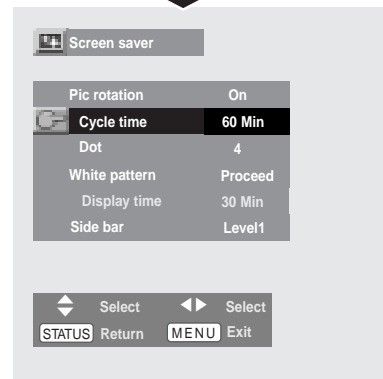 Screen saver
Pic rotation On
Cycle time 60 Min
Dot 4
White pattern Proceed
Display time 30 Min
Side bar Level1
Select Select
STATUS Return MENU Exit